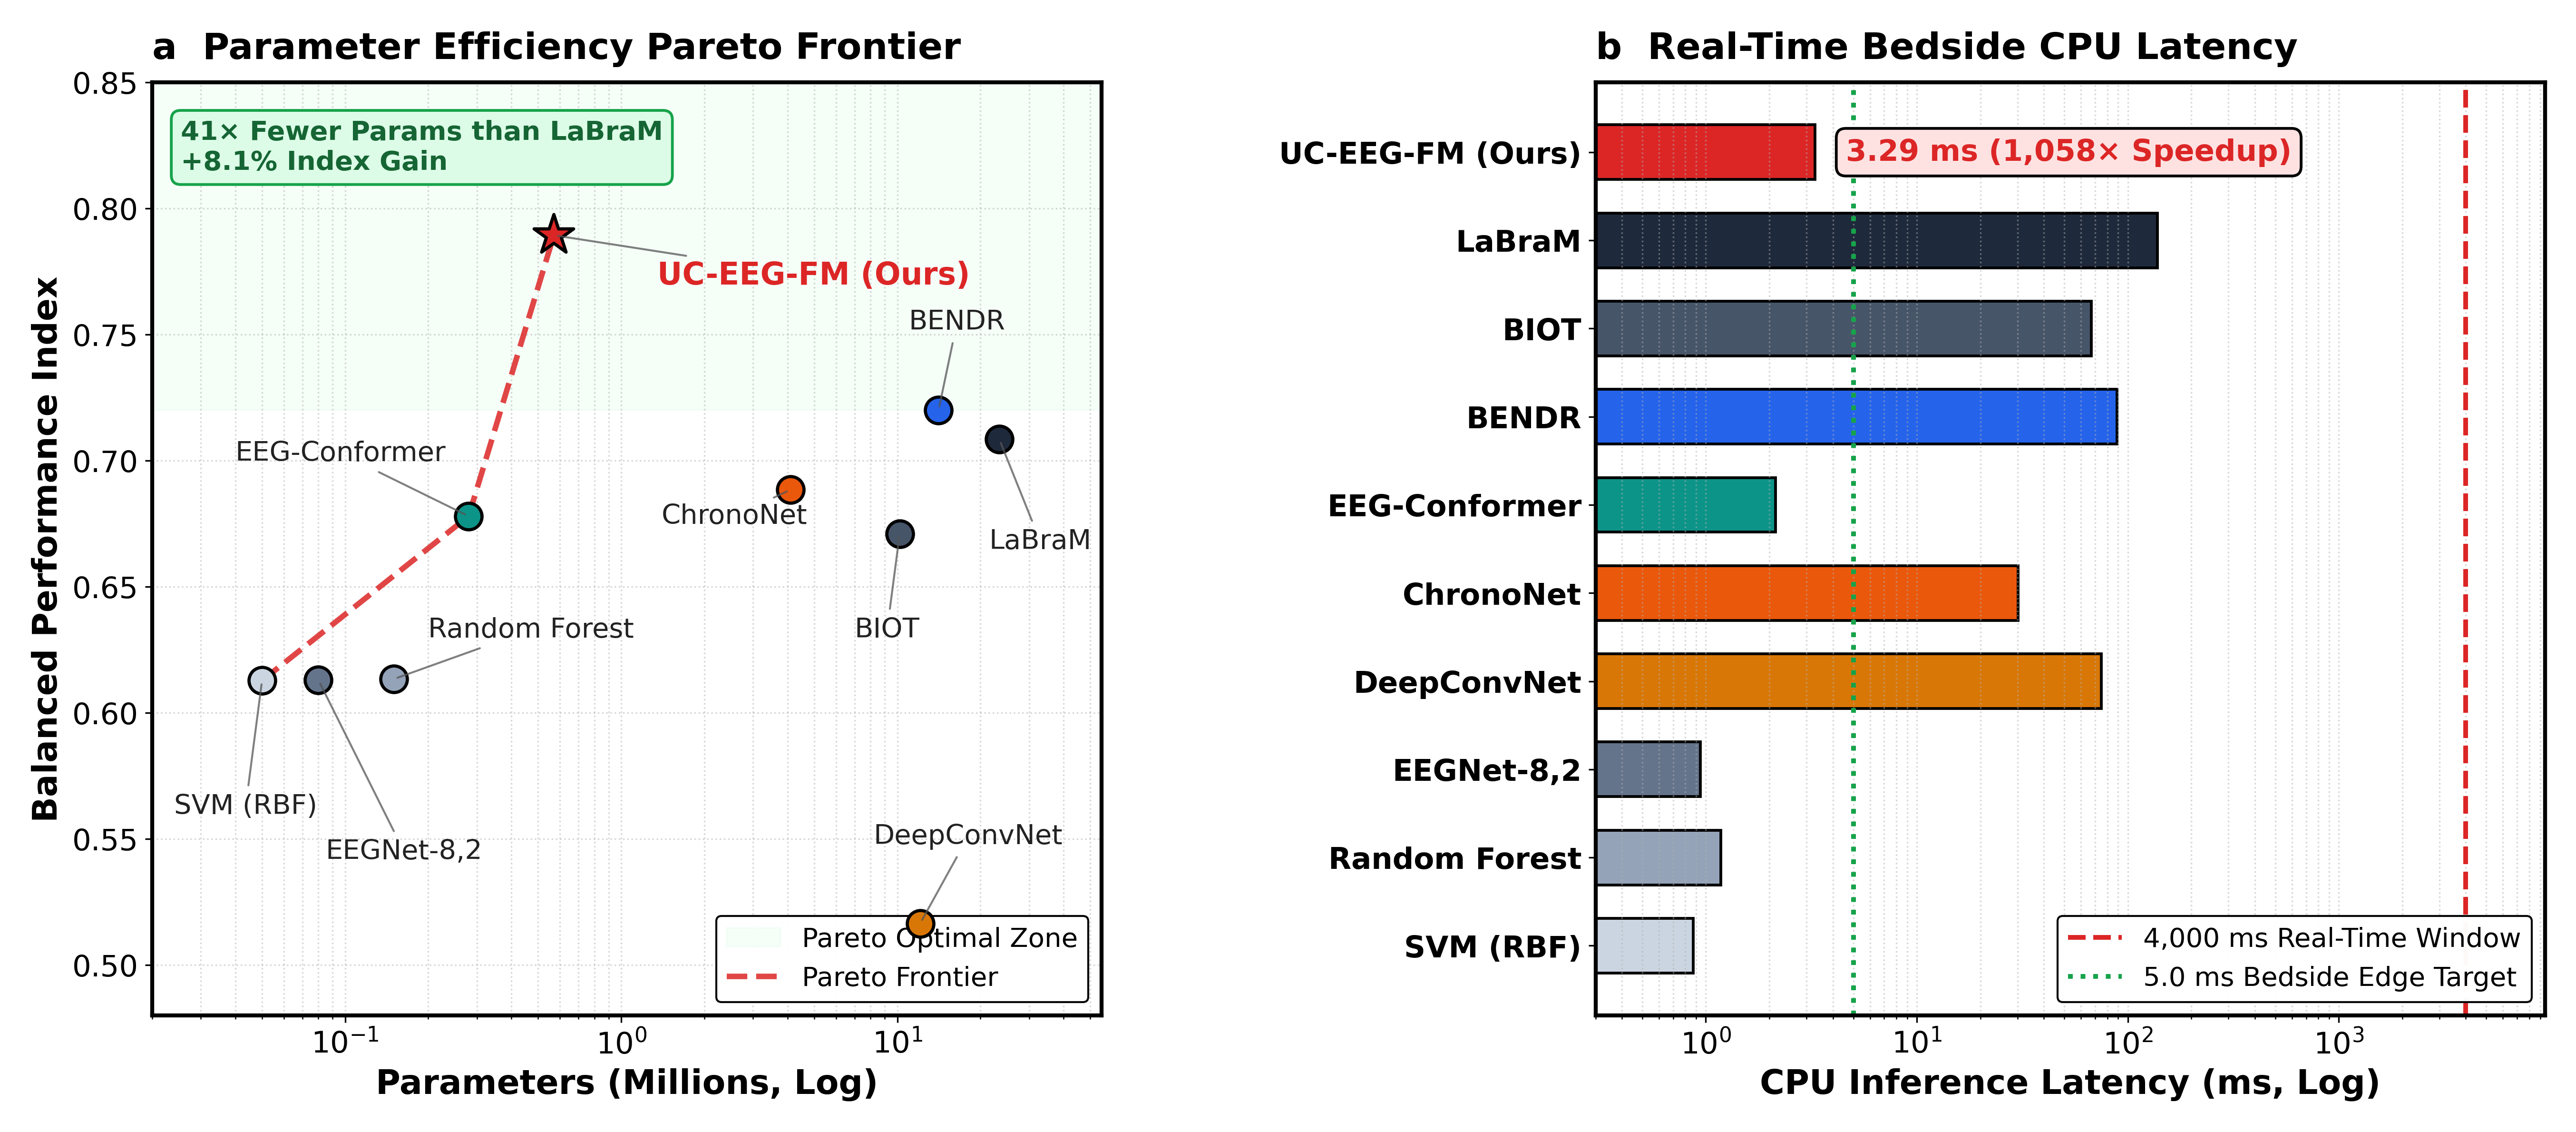 a Parameter Efficiency Pareto Frontier
Balanced Performance Index
0.85
0.80
0.75
0.70
0.65
0.60
0.55
0.50
41× Fewer Params than LaBraM
+8.1% Index Gain
UC-EEG-FM (Ours)
BENDR
EEG-Conformer
ChronoNet
LaBraM
BIOT
Random Forest
SVM (RBF)
EEGNet-8,2
DeepConvNet
Pareto Optimal Zone
Pareto Frontier
10⁻¹ 10⁰ 10¹
Parameters (Millions, Log)
b Real-Time Bedside CPU Latency
UC-EEG-FM (Ours)
3.29 ms (1,058× Speedup)
LaBraM
BIOT
BENDR
EEG-Conformer
ChronoNet
DeepConvNet
EEGNet-8,2
Random Forest
SVM (RBF)
4,000 ms Real-Time Window
5.0 ms Bedside Edge Target
10⁰ 10¹ 10² 10³
CPU Inference Latency (ms, Log)